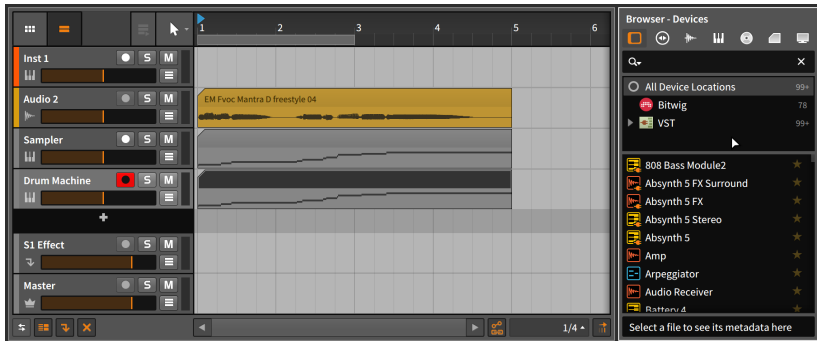 1 2 3 4 5 6
Inst 1 S M
Audio 2 S M
EM Fvoc Mantra D freestyle 04
Sampler S M
Drum Machine S M
+
S1 Effect S M
Master S M
1/4
Browser - Devices
All Device Locations 99+
Bitwig 78
VST 99+
808 Bass Module2
Absynth 5 FX Surround
Absynth 5 FX
Absynth 5 Stereo
Absynth 5
Amp
Arpeggiator
Audio Receiver
Battery 4
Select a file to see its metadata here